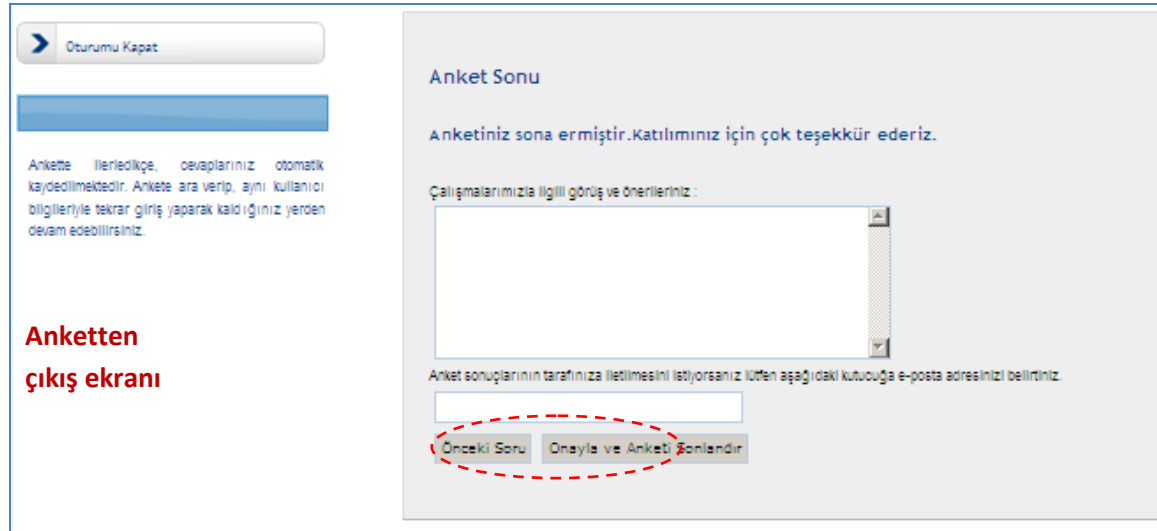 Oturumu Kapat
Ankette ilerledikçe, cevaplarınız otomatik
kaydedilmektedir. Ankete ara verip, aynı kullanıcı
bilgileriyle tekrar giriş yaparak kaldığınız yerden
devam edebilirsiniz.
Anketten
çıkış ekranı
Anket Sonu
Anketiniz sona ermiştir.Katılımınız için çok teşekkür ederiz.
Çalışmalarımızla ilgili görüş ve önerileriniz :
Anket sonuçlarının tarafınıza iletilmesini istiyorsanız lütfen aşağıdaki kutucuğa e-posta adresinizi belirtiniz.
Önceki Soru Onayla ve Anketi Sonlandır